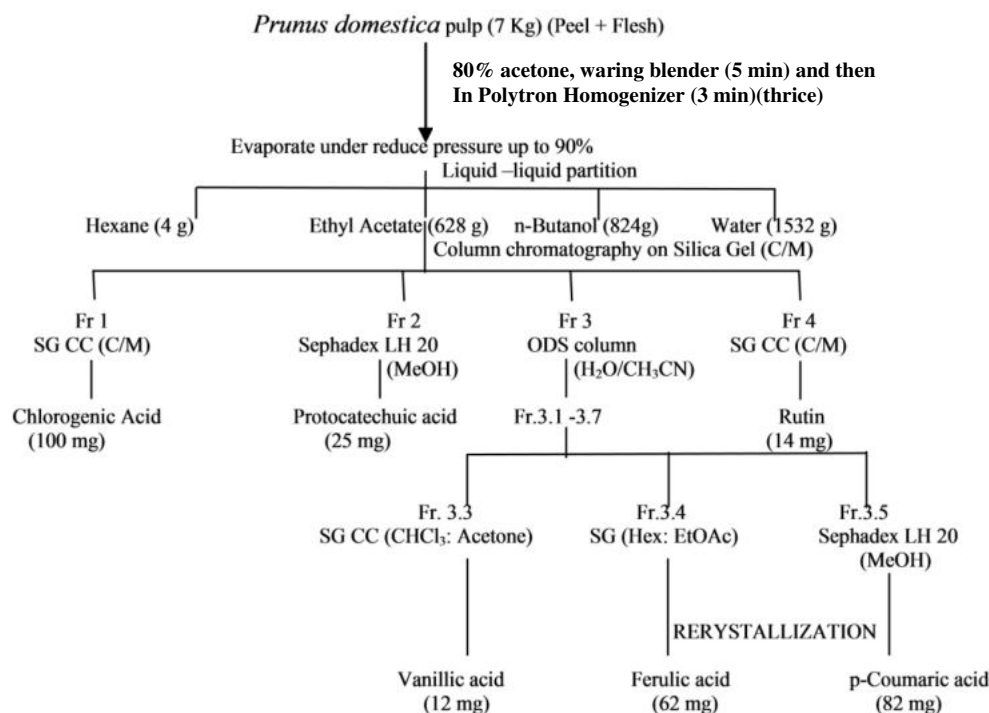 Prunus domestica pulp (7 Kg) (Peel + Flesh)
80% acetone, waring blender (5 min) and then
In Polytron Homogenizer (3 min)(thrice)
Evaporate under reduce pressure up to 90%
Liquid –liquid partition
Hexane (4 g)
Ethyl Acetate (628 g)
n-Butanol (824g)
Water (1532 g)
Column chromatography on Silica Gel (C/M)
Fr 1
SG CC (C/M)
Chlorogenic Acid
(100 mg)
Fr 2
Sephadex LH 20
(MeOH)
Protocatechuic acid
(25 mg)
Fr 3
ODS column
(H₂O/CH₃CN)
Fr.3.1 -3.7
Fr 4
SG CC (C/M)
Rutin
(14 mg)
Fr. 3.3
SG CC (CHCl₃: Acetone)
Vanillic acid
(12 mg)
Fr.3.4
SG (Hex: EtOAc)
Ferulic acid
(62 mg)
Fr.3.5
Sephadex LH 20
(MeOH)
RERYSTALLIZATION
p-Coumaric acid
(82 mg)